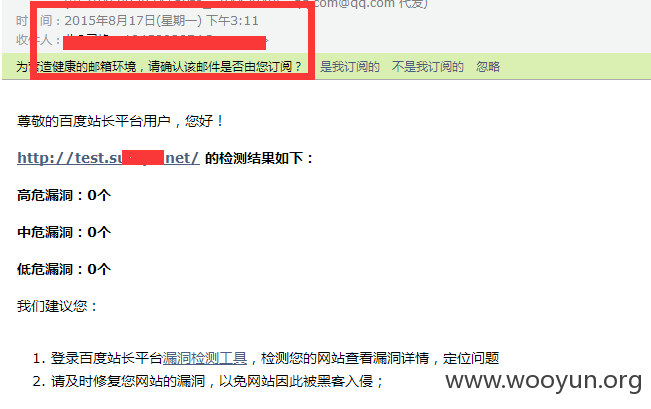 com@qq.com 代发)
时　间：2015年8月17日(星期一) 下午3:11
收件人：
为营造健康的邮箱环境，请确认该邮件是否由您订阅？ 是我订阅的 不是我订阅的 忽略
尊敬的百度站长平台用户，您好！
http://test.su net/ 的检测结果如下：
高危漏洞：0个
中危漏洞：0个
低危漏洞：0个
我们建议您：
1. 登录百度站长平台漏洞检测工具，检测您的网站查看漏洞详情，定位问题
2. 请及时修复您网站的漏洞，以免网站因此被黑客入侵；
www.wooyun.org